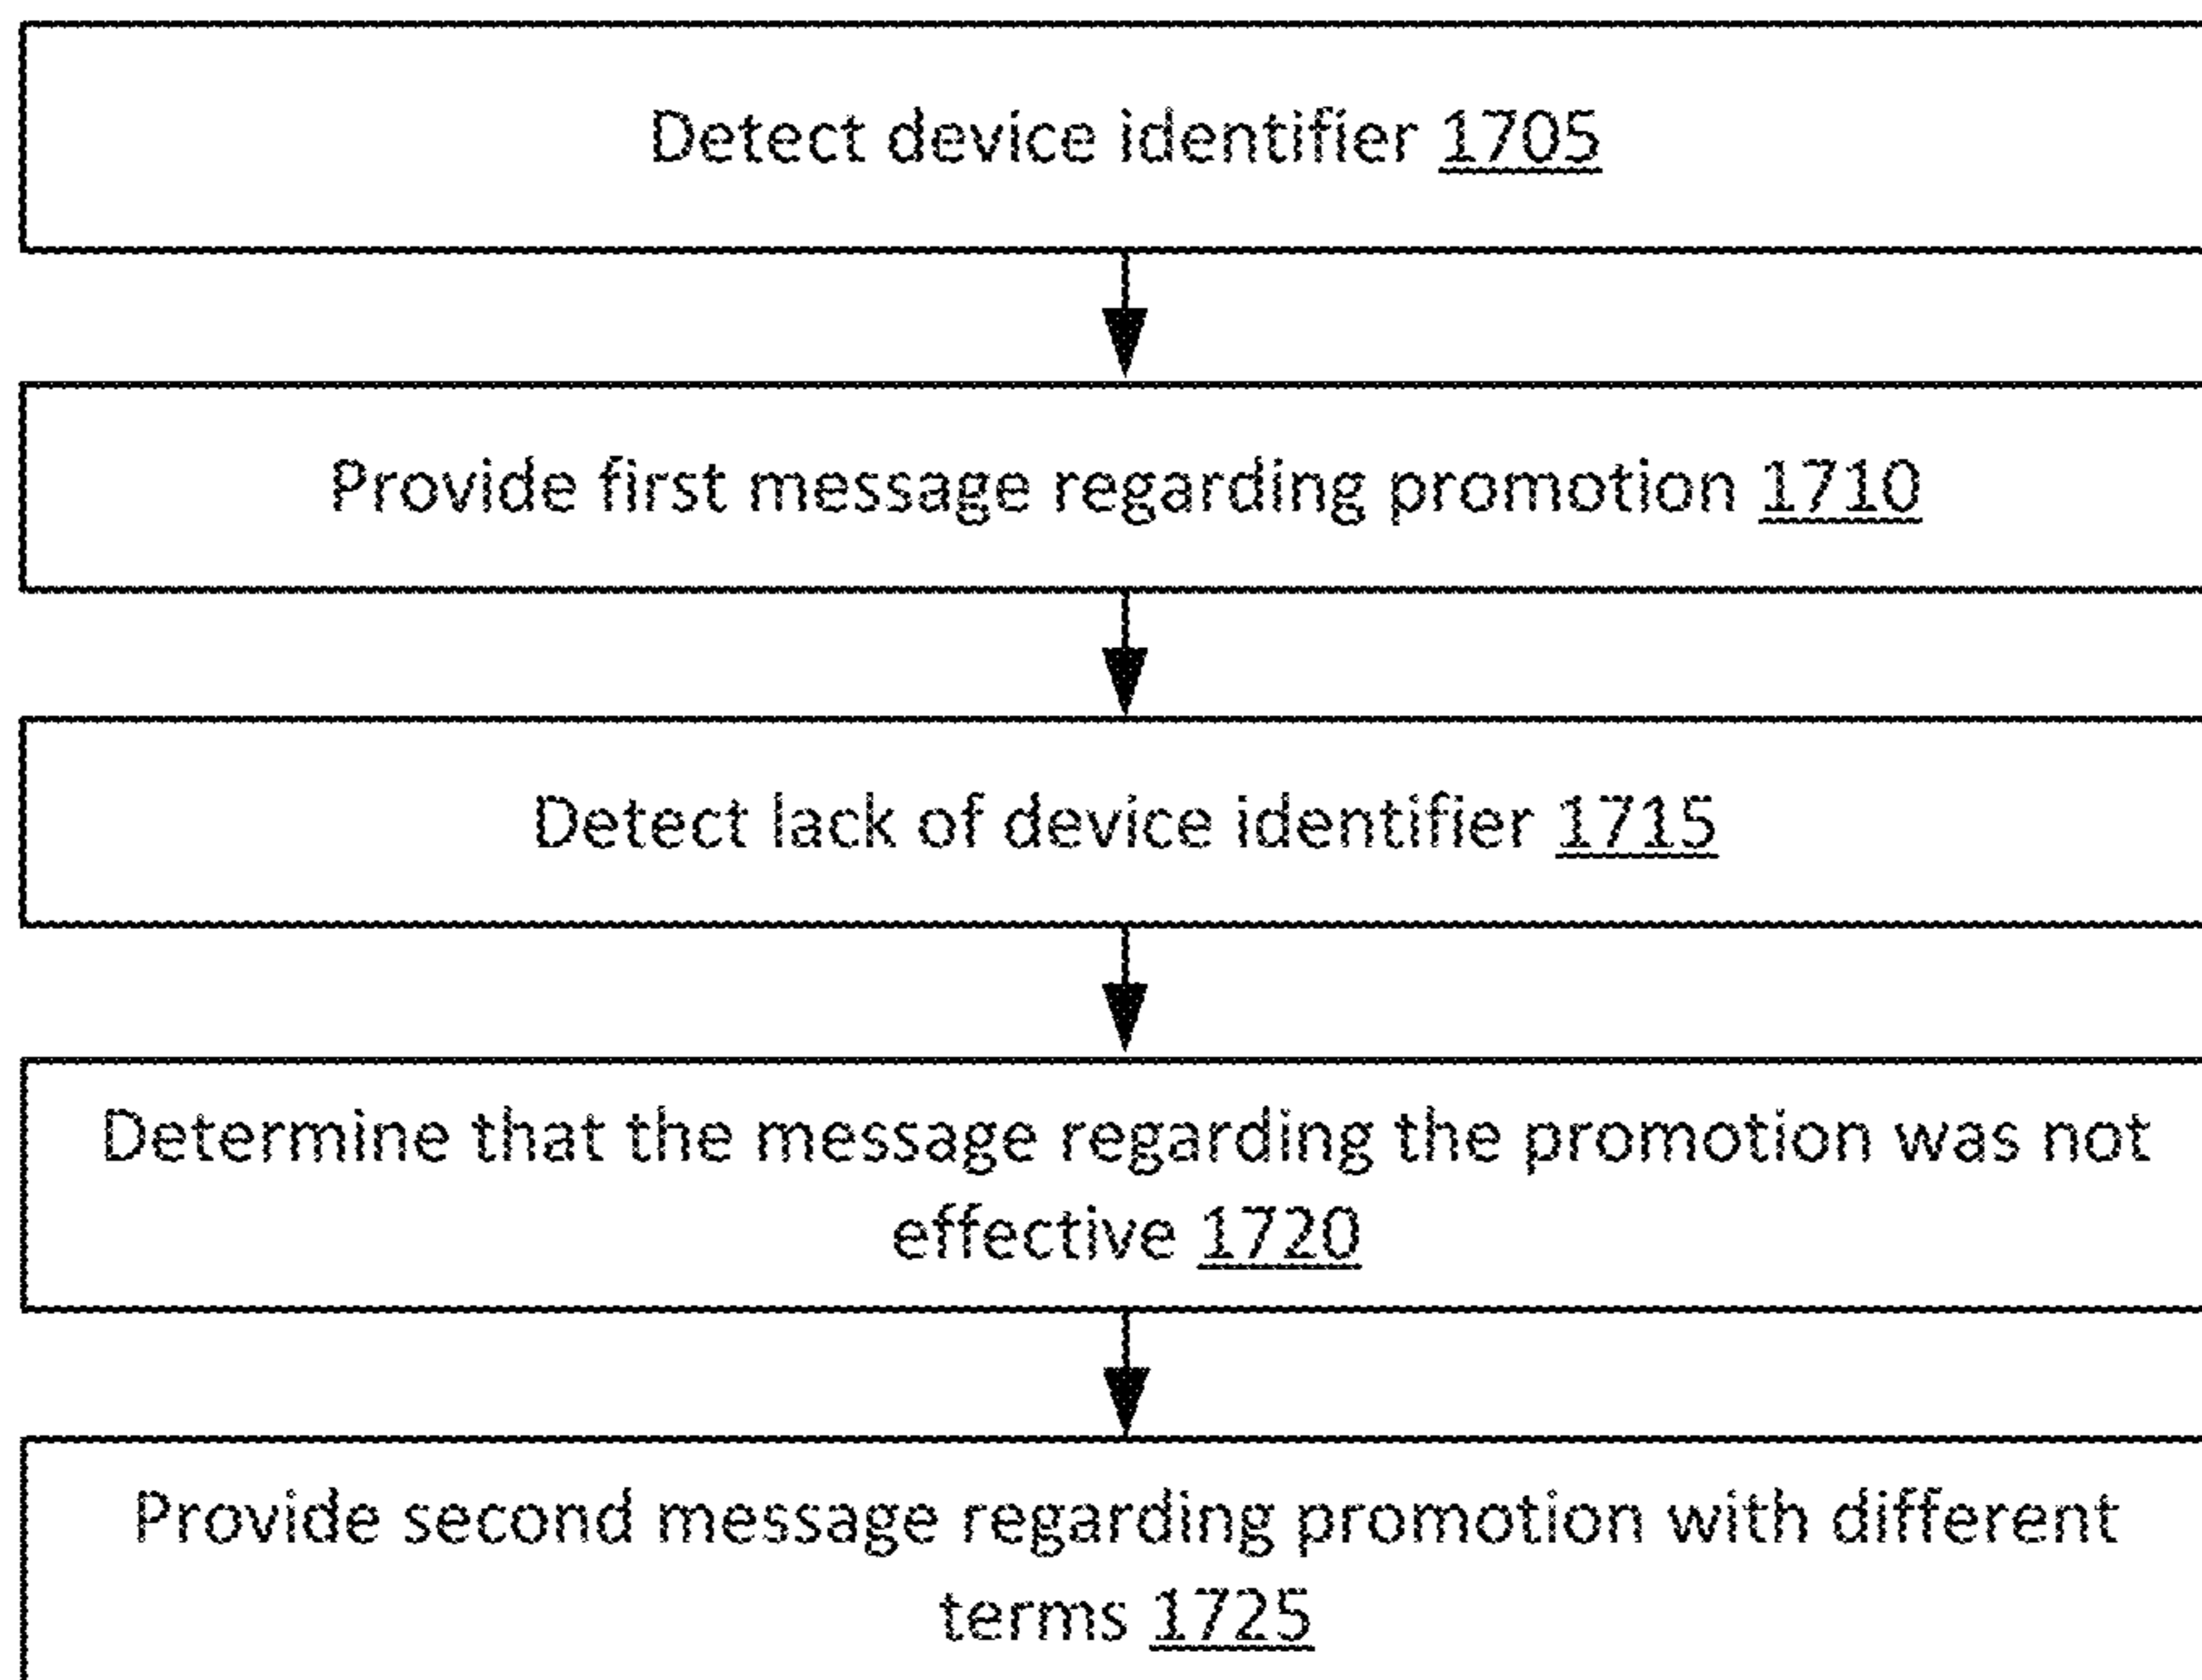 Detect device identifier 1705
Provide first message regarding promotion 1710
Detect lack of device identifier 1715
Determine that the message regarding the promotion was not
effective 1720
Provide second message regarding promotion with different
terms 1725